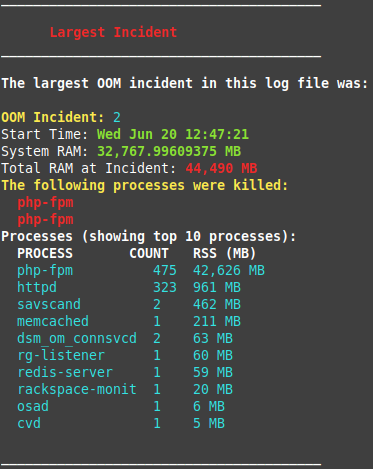 Largest Incident
The largest OOM incident in this log file was:
OOM Incident: 2
Start Time: Wed Jun 20 12:47:21
System RAM: 32,767.99609375 MB
Total RAM at Incident: 44,490 MB
The following processes were killed:
php-fpm
php-fpm
Processes (showing top 10 processes):
PROCESS COUNT RSS (MB)
php-fpm 475 42,626 MB
httpd 323 961 MB
savscand 2 462 MB
memcached 1 211 MB
dsm_om_connsvcd 2 63 MB
rg-listener 1 60 MB
redis-server 1 59 MB
rackspace-monit 1 20 MB
osad 1 6 MB
cvd 1 5 MB